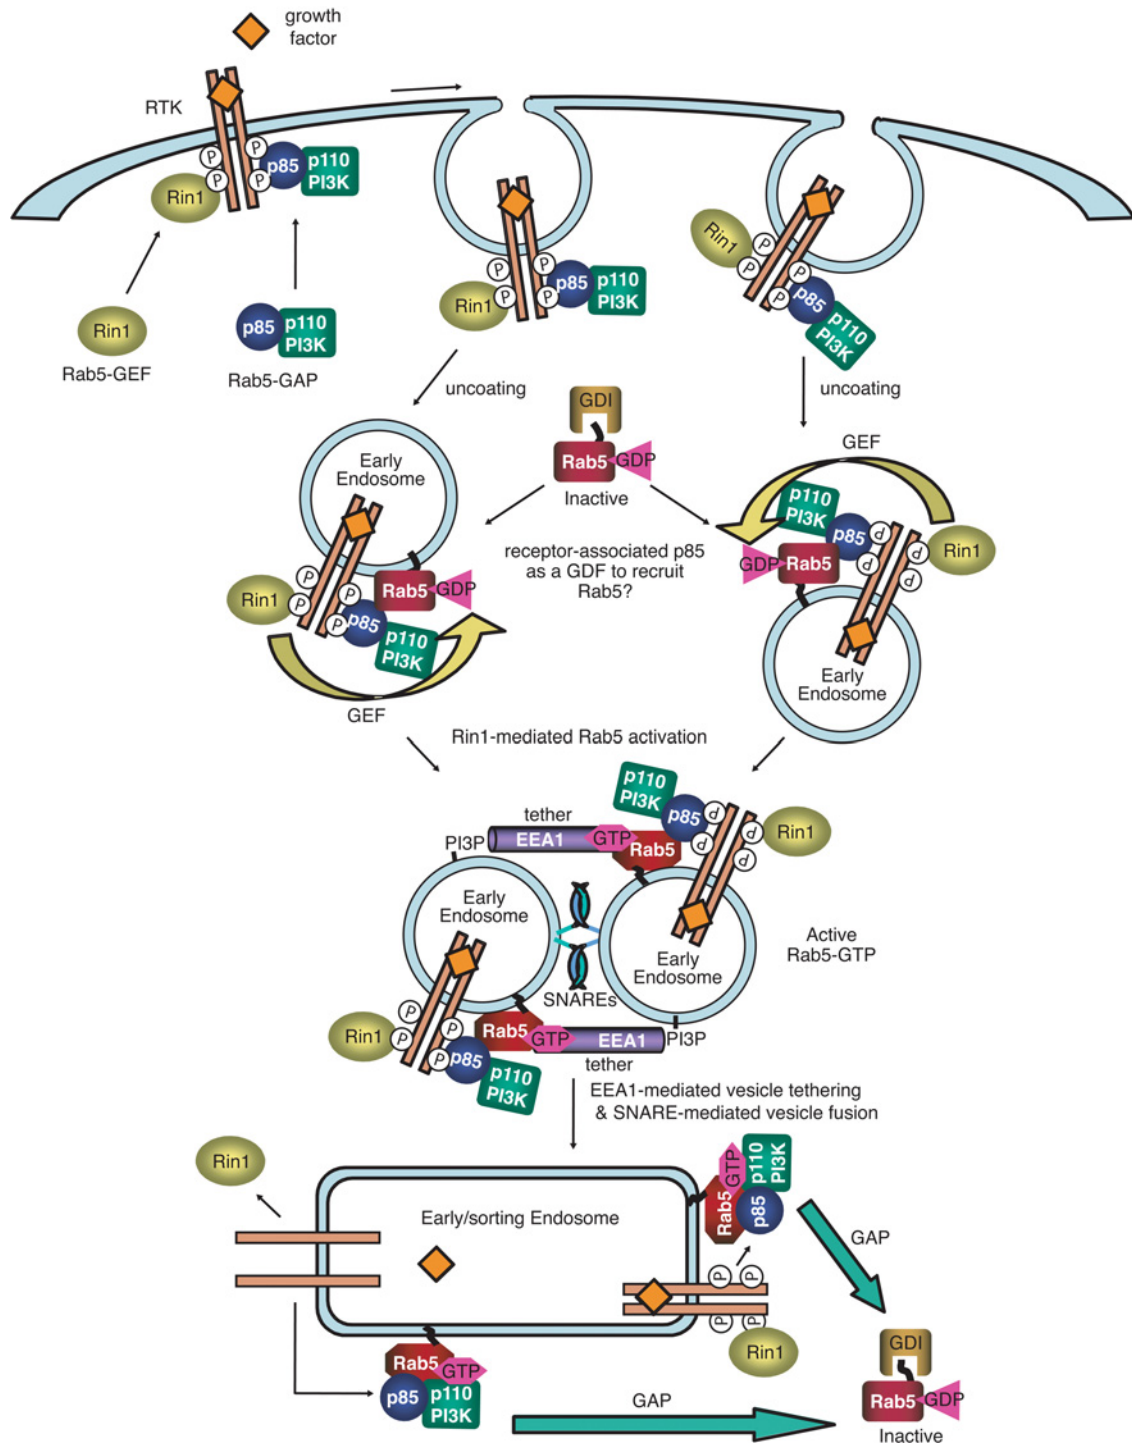 growth
factor
RTK
P
P
P
P
p85
p110
PI3K
Rin1
Rin1
Rab5-GEF
p85
p110
PI3K
Rab5-GAP
P
P
P
P
Rin1
p85
p110
PI3K
Rin1
P
P
P
P
p85
p110
PI3K
uncoating
uncoating
GDI
Rab5
GDP
Inactive
Early
Endosome
Rin1
P
P
P
P
p85
p110
PI3K
Rab5
GDP
GEF
receptor-associated p85
as a GDF to recruit
Rab5?
GEF
p110
PI3K
p85
P
P
P
P
Rin1
GDP
Rab5
Early
Endosome
Rin1-mediated Rab5 activation
p110
PI3K
p85
P
P
P
P
Rin1
tether
EEA1
GTP
Rab5
PI3P
Early
Endosome
Early
Endosome
SNAREs
Active
Rab5-GTP
Rin1
P
P
P
P
p85
p110
PI3K
Rab5
GTP
EEA1
PI3P
tether
EEA1-mediated vesicle tethering
& SNARE-mediated vesicle fusion
Rin1
Early/sorting Endosome
Rab5
GTP
p110
PI3K
p85
GAP
P
P
P
P
Rin1
Rab5
GTP
p85
p110
PI3K
GAP
GDI
Rab5
GDP
Inactive